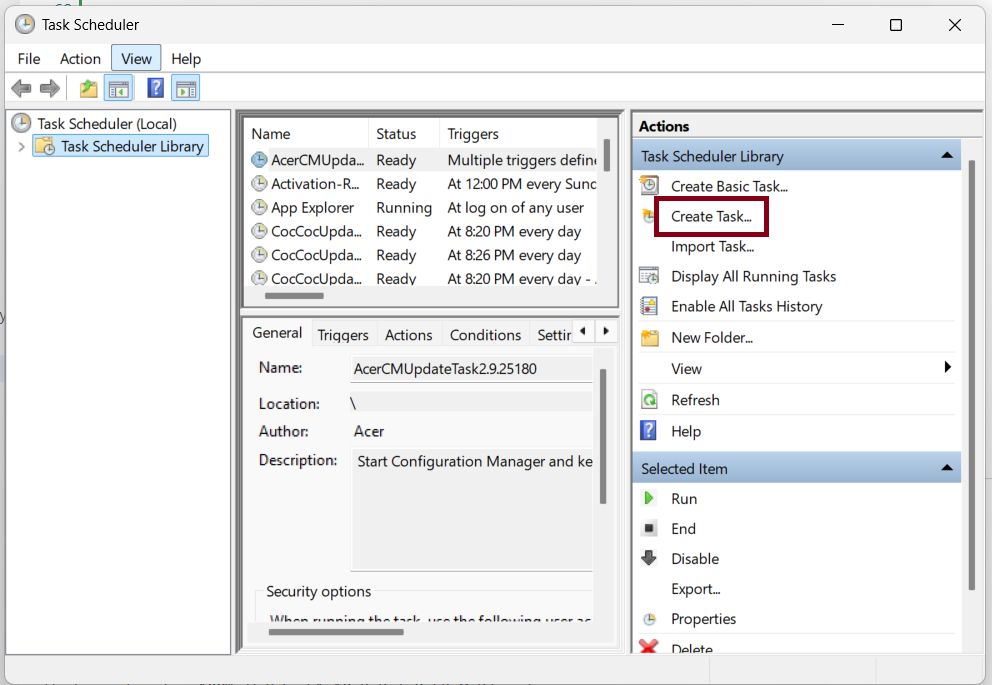 Task Scheduler
File Action View Help
Task Scheduler (Local)
Task Scheduler Library
Name Status Triggers
AcerCMUpda... Ready Multiple triggers define
Activation-R... Ready At 12:00 PM every Sund
App Explorer Running At log on of any user
CocCocUpda... Ready At 8:20 PM every day
CocCocUpda... Ready At 8:26 PM every day
CocCocUpda... Ready At 8:20 PM every day - .
General Triggers Actions Conditions Settin
Name: AcerCMUpdateTask2.9.25180
Location: \
Author: Acer
Description: Start Configuration Manager and ke
Security options
When running the task, use the following user ac
Actions
Task Scheduler Library
Create Basic Task...
Create Task...
Import Task...
Display All Running Tasks
Enable All Tasks History
New Folder...
View
Refresh
Help
Selected Item
Run
End
Disable
Export...
Properties
Delete